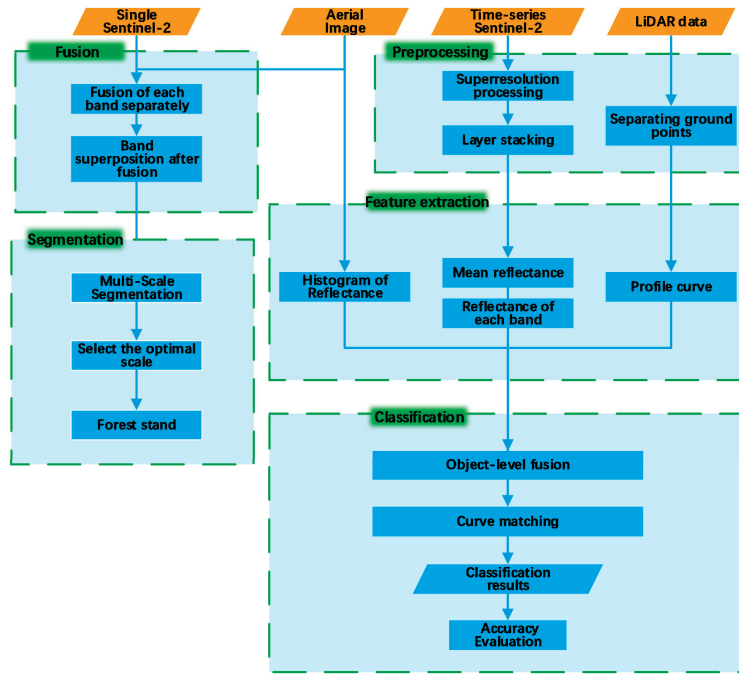 Single
Sentinel-2
Aerial
Image
Time-series
Sentinel-2
LiDAR data
Fusion
Fusion of each
band separately
Band
superposition after
fusion
Preprocessing
Superresolution
processing
Layer stacking
Separating ground
points
Segmentation
Multi-Scale
Segmentation
Select the optimal
scale
Forest stand
Feature extraction
Histogram of
Reflectance
Mean reflectance
Reflectance of
each band
Profile curve
Classification
Object-level fusion
Curve matching
Classification
results
Accuracy
Evaluation